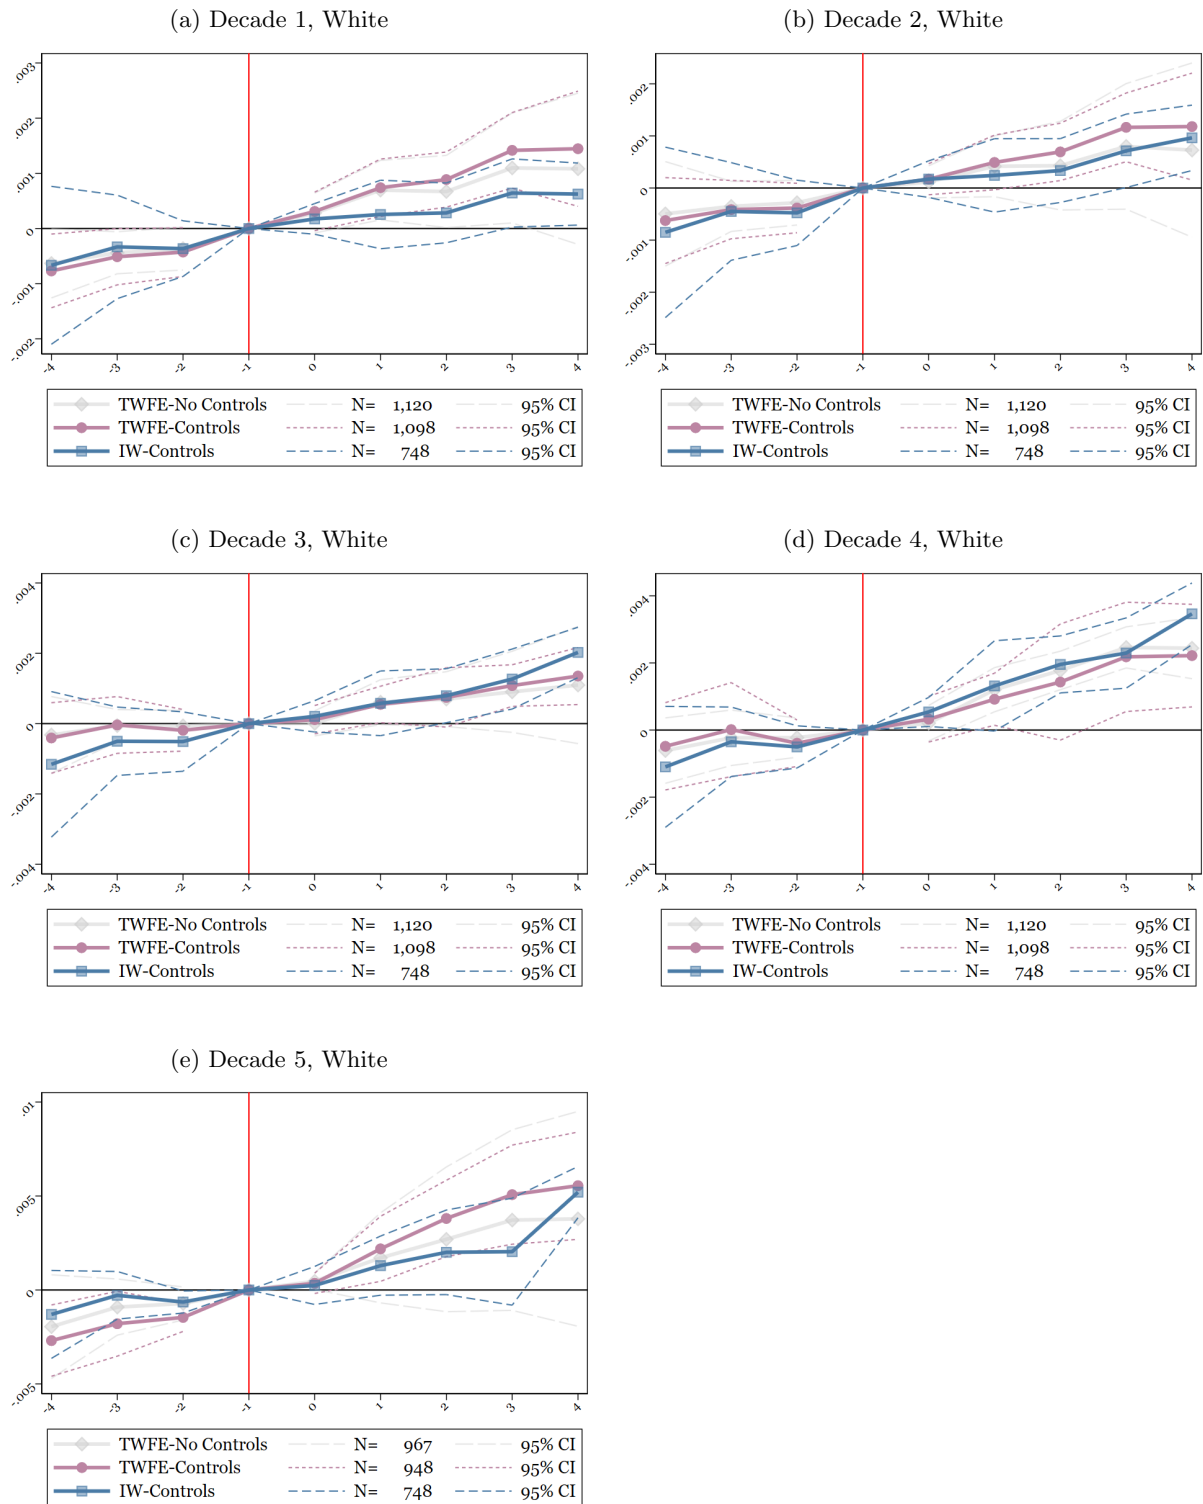 (a) Decade 1, White
.003
.002
.001
0
-.001
-.002
-4 -3 -2 -1 0 1 2 3 4
TWFE-No Controls N= 1,120 95% CI
TWFE-Controls N= 1,098 95% CI
IW-Controls N= 748 95% CI
(b) Decade 2, White
.002
.001
0
-.001
-.002
-.003
-4 -3 -2 -1 0 1 2 3 4
TWFE-No Controls N= 1,120 95% CI
TWFE-Controls N= 1,098 95% CI
IW-Controls N= 748 95% CI
(c) Decade 3, White
.004
.002
0
-.002
-.004
-4 -3 -2 -1 0 1 2 3 4
TWFE-No Controls N= 1,120 95% CI
TWFE-Controls N= 1,098 95% CI
IW-Controls N= 748 95% CI
(d) Decade 4, White
.004
.002
0
-.002
-.004
-4 -3 -2 -1 0 1 2 3 4
TWFE-No Controls N= 1,120 95% CI
TWFE-Controls N= 1,098 95% CI
IW-Controls N= 748 95% CI
(e) Decade 5, White
.01
.005
0
-.005
-4 -3 -2 -1 0 1 2 3 4
TWFE-No Controls N= 967 95% CI
TWFE-Controls N= 948 95% CI
IW-Controls N= 748 95% CI